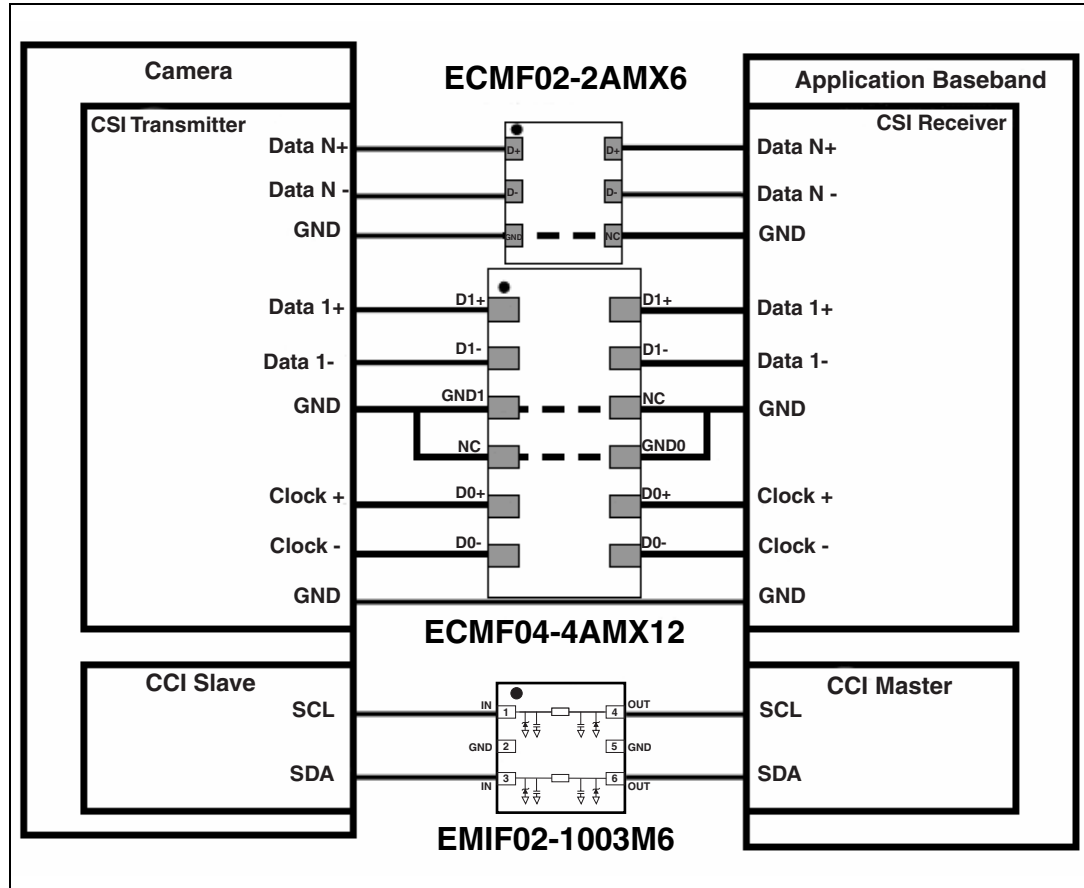 Camera
ECMF02-2AMX6
Application Baseband
CSI Transmitter
CSI Receiver
Data N+
D+
D+
Data N+
Data N -
D-
D-
Data N -
GND
GND
NC
GND
Data 1+
D1+
D1+
Data 1+
Data 1-
D1-
D1-
Data 1-
GND
GND1
NC
GND
NC
GND0
Clock +
D0+
D0+
Clock +
Clock -
D0-
D0-
Clock -
GND
GND
ECMF04-4AMX12
CCI Slave
CCI Master
SCL
IN
1
4
OUT
SCL
GND
2
5
GND
SDA
3
6
SDA
IN
OUT
EMIF02-1003M6